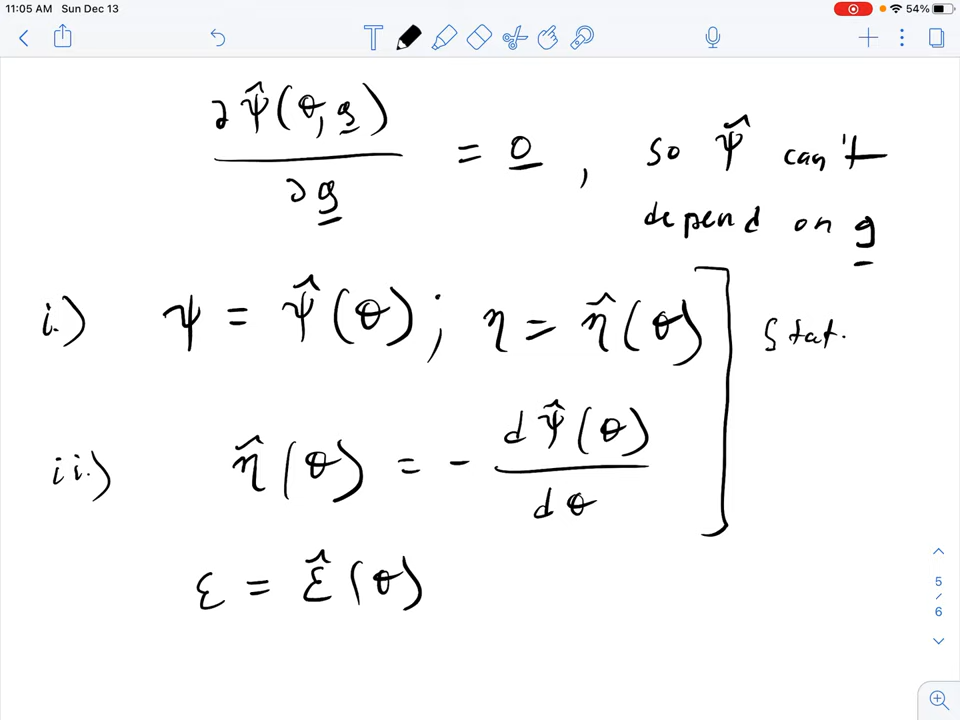 11:05 AM Sun Dec 13 54%
∂ψ̂(θ, g) / ∂g = 0 , so ψ̂ can't
depend on g
i.) ψ = ψ̂(θ); η = η̂(θ) ] Stat.
ii.) η̂(θ) = - dψ̂(θ) / dθ
ε = ε̂(θ)
5
/
6